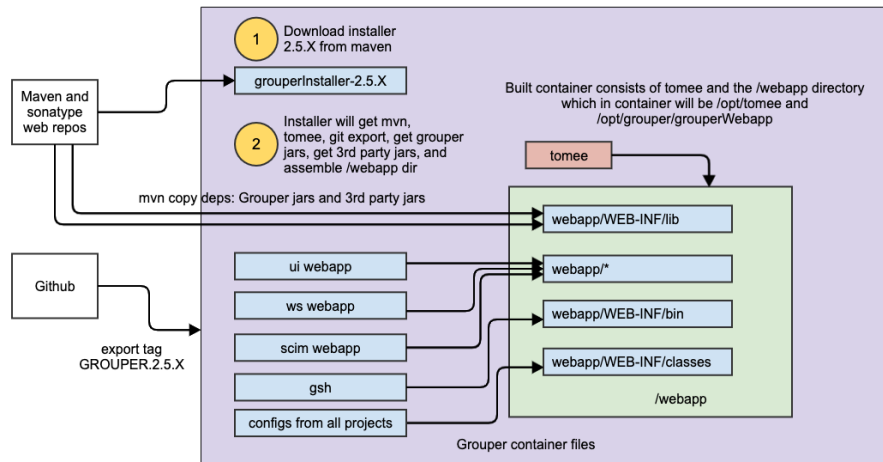 1
Download installer
2.5.X from maven
grouperInstaller-2.5.X
Maven and
sonatype
web repos
Built container consists of tomee and the /webapp directory
which in container will be /opt/tomee and
/opt/grouper/grouperWebapp
2
Installer will get mvn,
tomee, git export, get grouper
jars, get 3rd party jars, and
assemble /webapp dir
tomee
mvn copy deps: Grouper jars and 3rd party jars
webapp/WEB-INF/lib
ui webapp
webapp/*
Github
ws webapp
webapp/WEB-INF/bin
scim webapp
export tag
GROUPER.2.5.X
webapp/WEB-INF/classes
gsh
/webapp
configs from all projects
Grouper container files